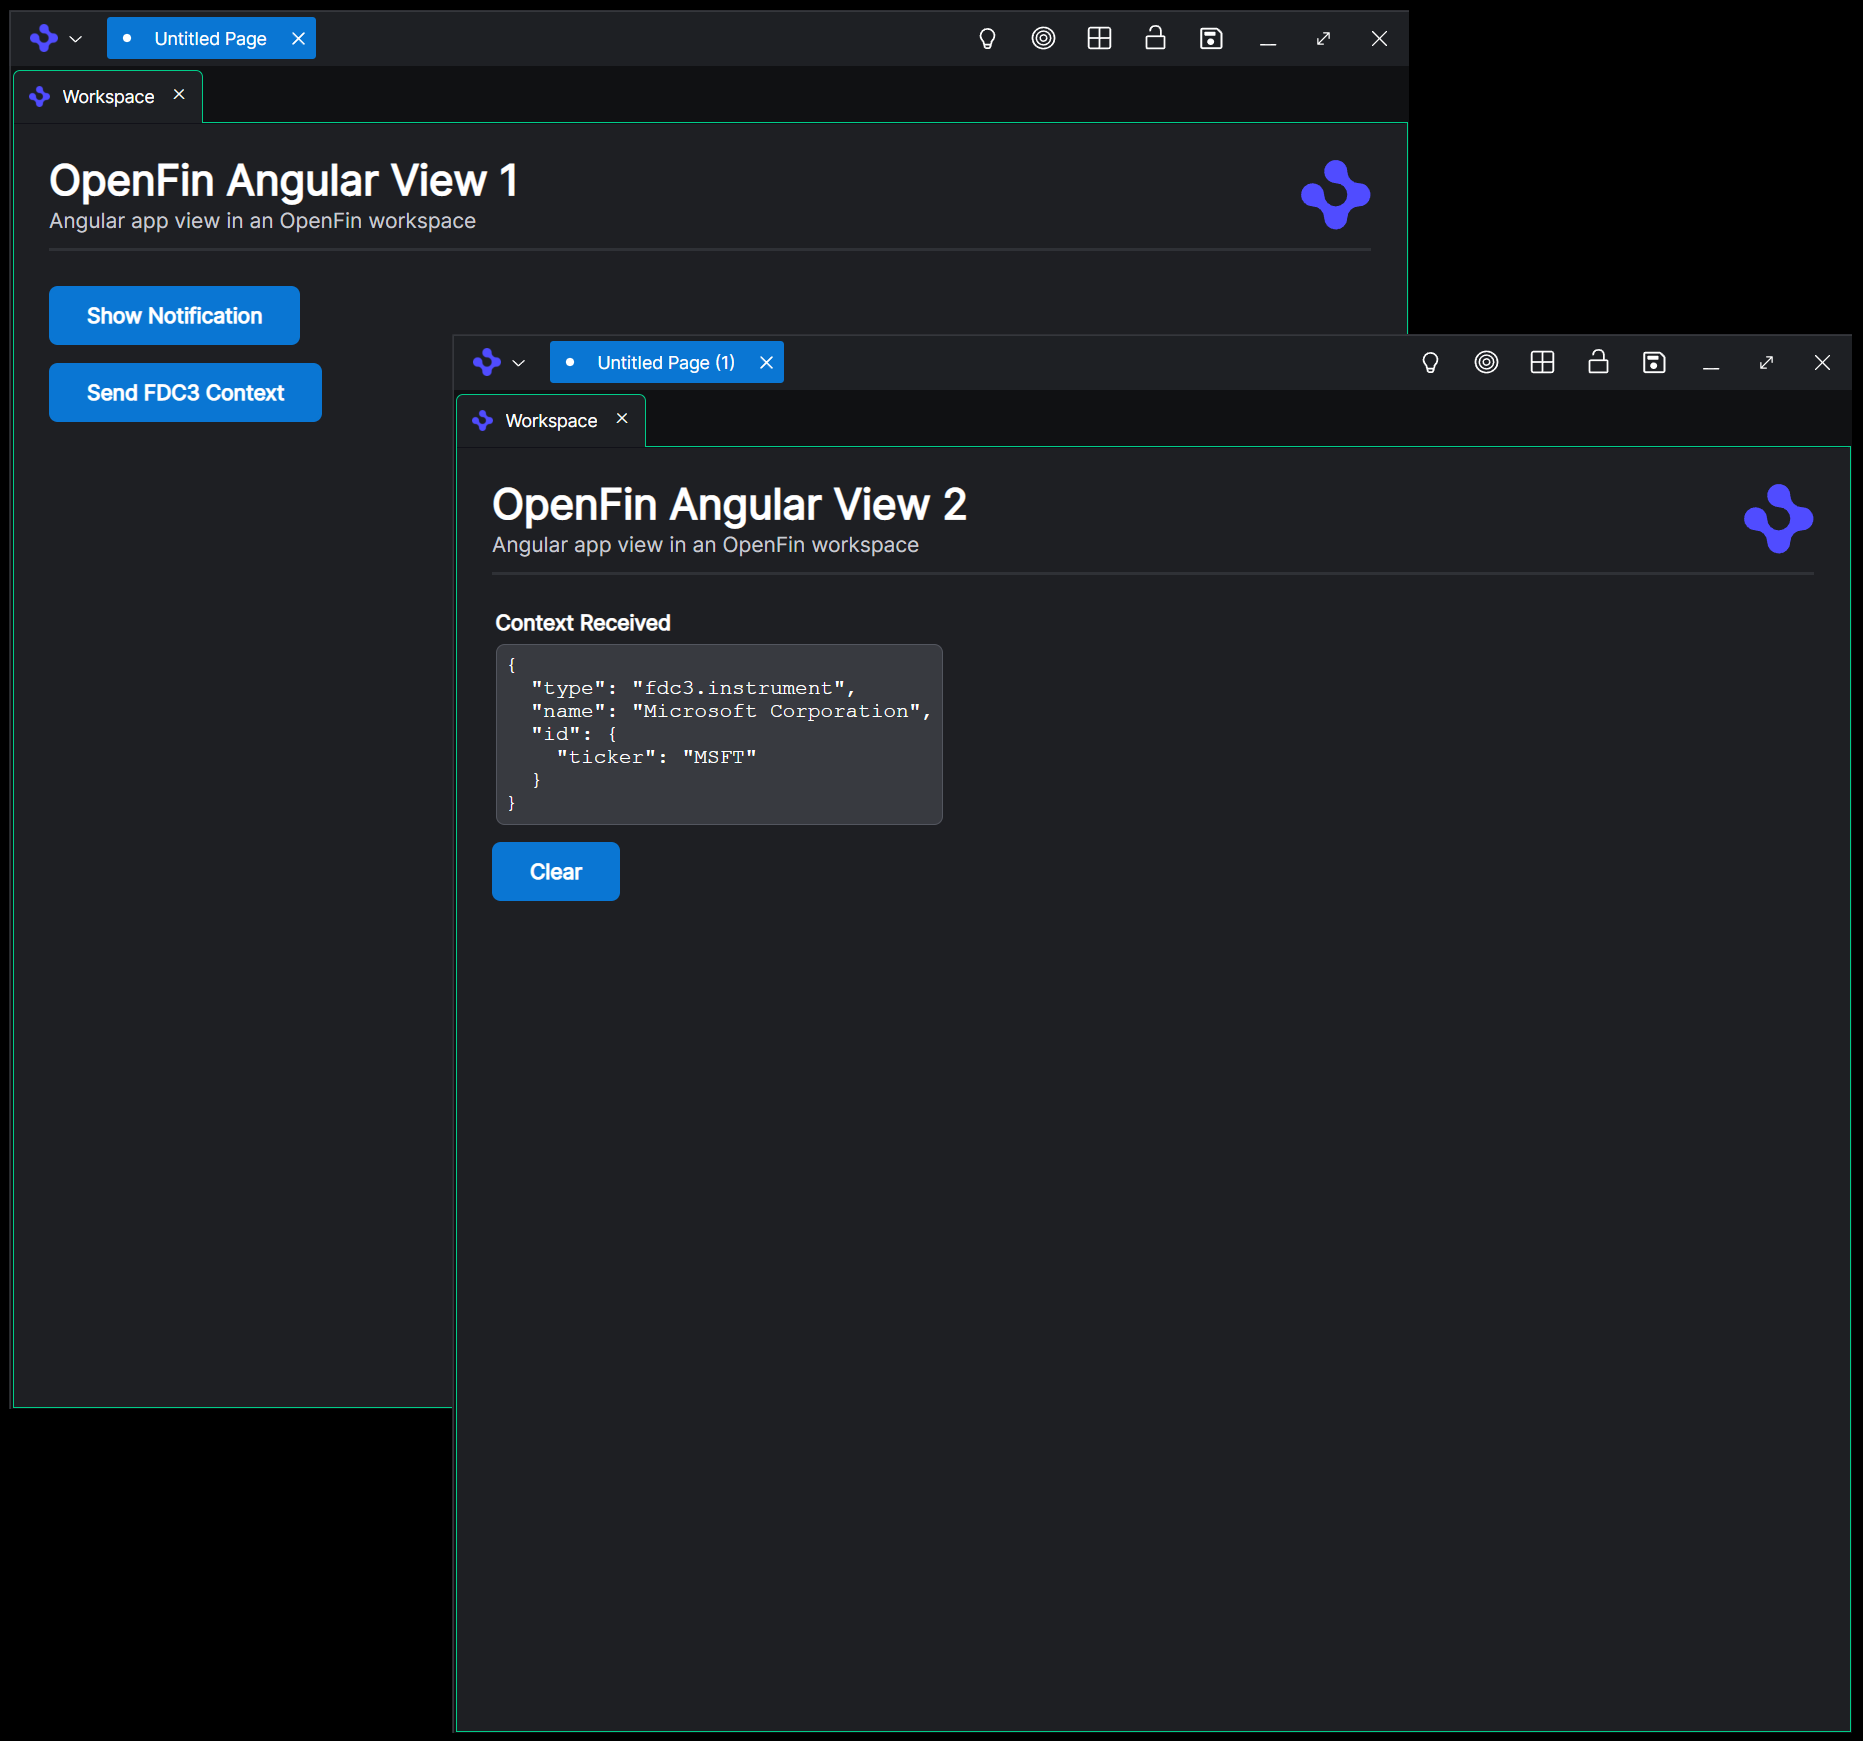 Untitled Page
Workspace
OpenFin Angular View 1
Angular app view in an OpenFin workspace
Show Notification
Send FDC3 Context
Untitled Page (1)
Workspace
OpenFin Angular View 2
Angular app view in an OpenFin workspace
Context Received
{
  "type": "fdc3.instrument",
  "name": "Microsoft Corporation",
  "id": {
    "ticker": "MSFT"
  }
}
Clear